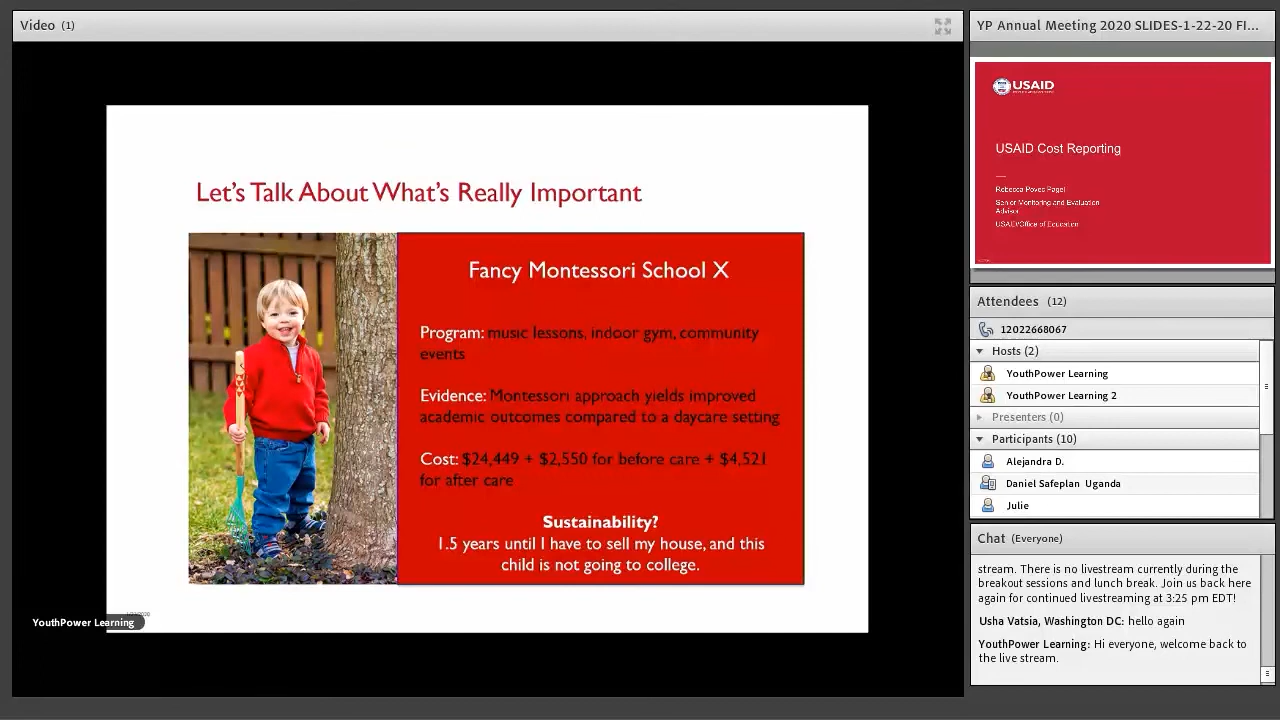 Video (1)
Let's Talk About What's Really Important
Fancy Montessori School X
Program: music lessons, indoor gym, community
events
Evidence: Montessori approach yields improved
academic outcomes compared to a daycare setting
Cost: $24,449 + $2,550 for before care + $4,521
for after care
Sustainability?
1.5 years until I have to sell my house, and this
child is not going to college.
YouthPower Learning
YP Annual Meeting 2020 SLIDES-1-22-20 FI...
USAID
USAID Cost Reporting
Rebecca Povec Pagel
Senior Monitoring and Evaluation
Advisor
USAID/Office of Education
Attendees (12)
12022668067
Hosts (2)
YouthPower Learning
YouthPower Learning 2
Presenters (0)
Participants (10)
Alejandra D.
Daniel Safeplan Uganda
Julie
Chat (Everyone)
stream. There is no livestream currently during the
breakout sessions and lunch break. Join us back here
again for continued livestreaming at 3:25 pm EDT!
Usha Vatsia, Washington DC: hello again
YouthPower Learning: Hi everyone, welcome back to
the live stream.